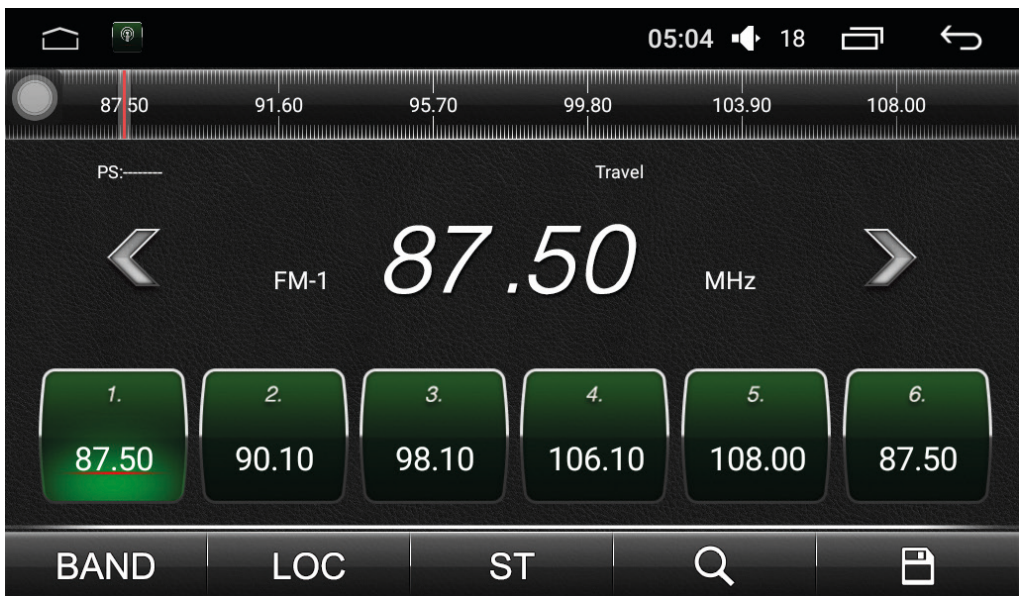 05:04 18
87.50 91.60 95.70 99.80 103.90 108.00
PS:------- Travel
FM-1 87.50 MHz
1. 2. 3. 4. 5. 6.
87.50 90.10 98.10 106.10 108.00 87.50
BAND LOC ST